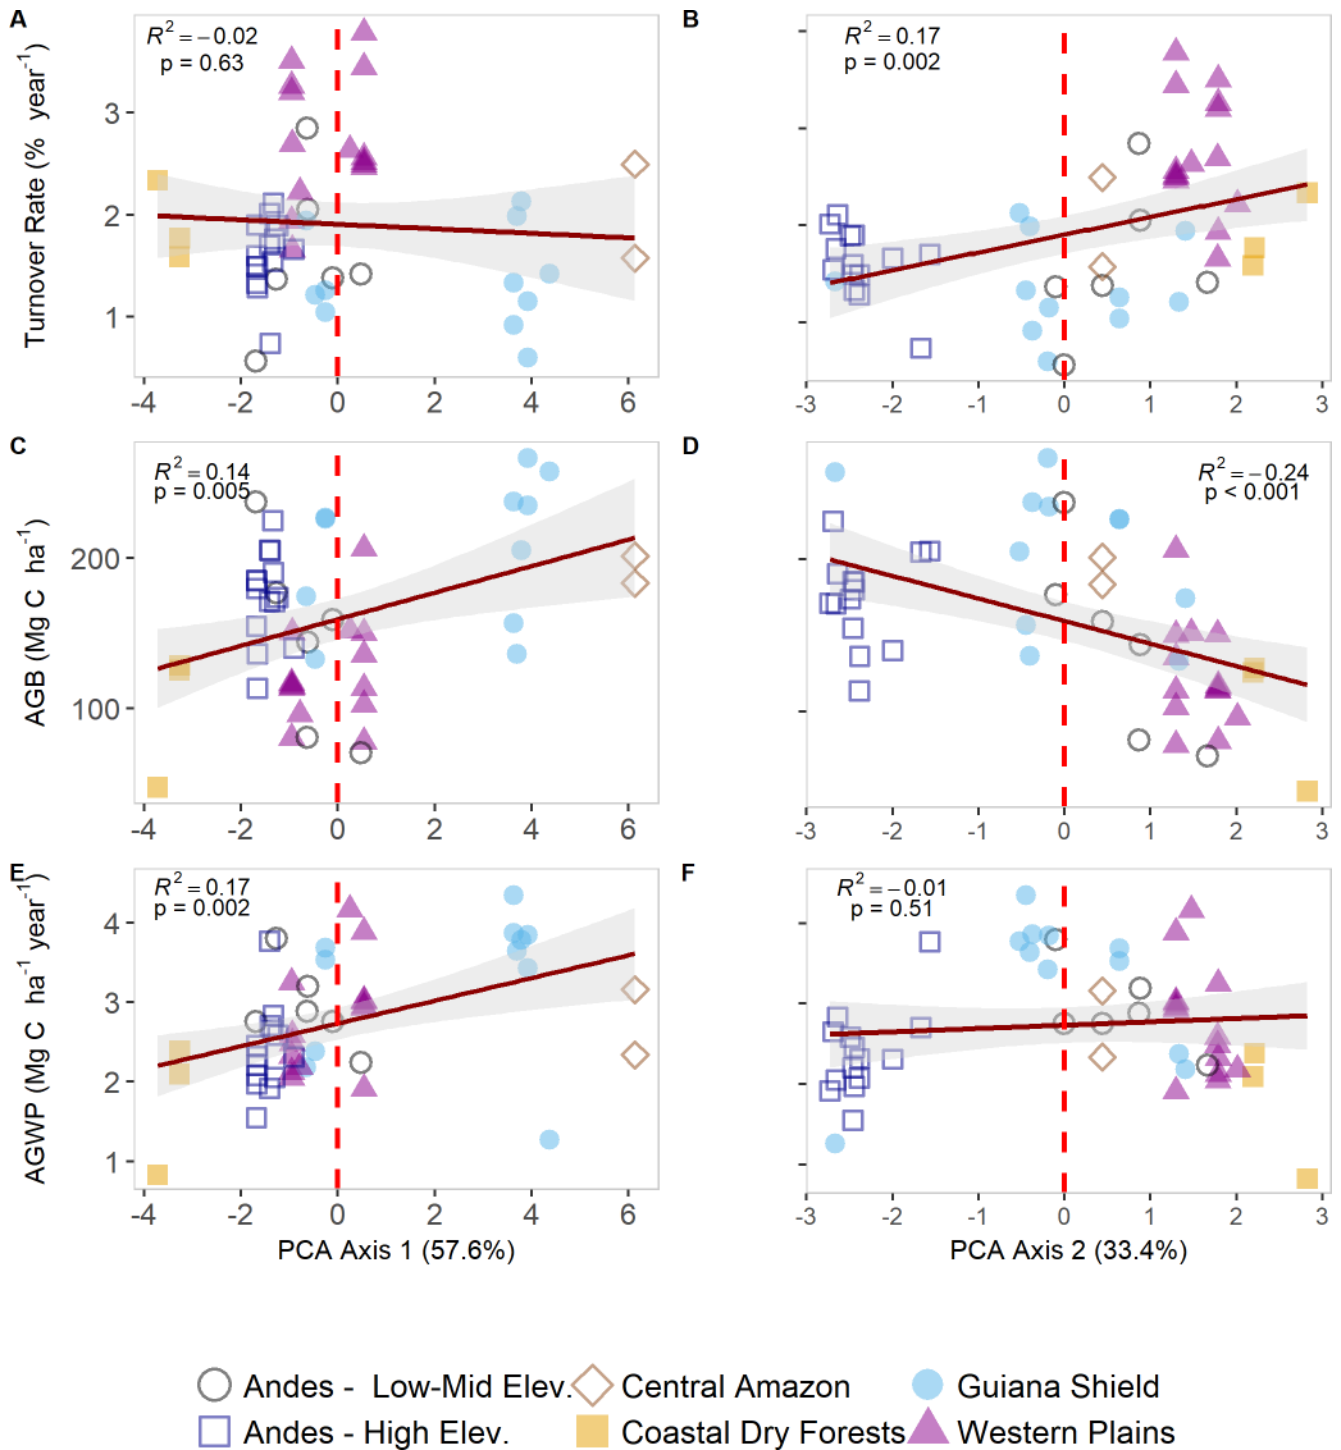 A
R² = −0.02
p = 0.63
Turnover Rate (% year⁻¹)
3
2
1
-4 -2 0 2 4 6
B
R² = 0.17
p = 0.002
-3 -2 -1 0 1 2 3
C
R² = 0.14
p = 0.005
AGB (Mg C ha⁻¹)
200
100
-4 -2 0 2 4 6
D
R² = −0.24
p < 0.001
-3 -2 -1 0 1 2 3
E
R² = 0.17
p = 0.002
AGWP (Mg C ha⁻¹ year⁻¹)
4
3
2
1
-4 -2 0 2 4 6
PCA Axis 1 (57.6%)
F
R² = −0.01
p = 0.51
-3 -2 -1 0 1 2 3
PCA Axis 2 (33.4%)
Andes - Low-Mid Elev. Central Amazon Guiana Shield
Andes - High Elev. Coastal Dry Forests Western Plains